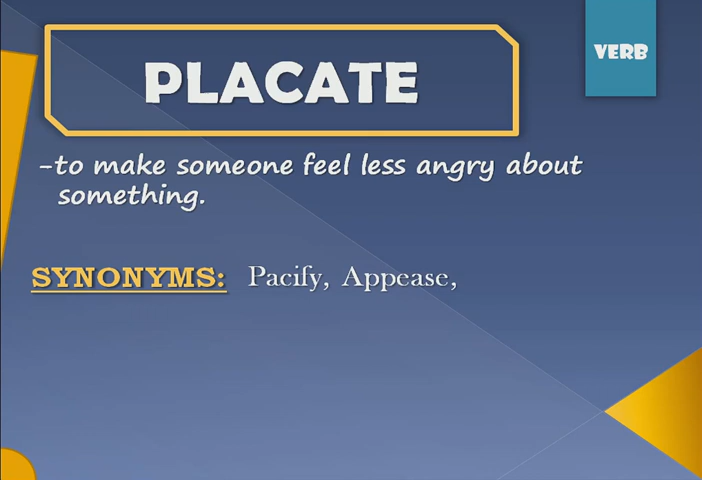 VERB
PLACATE
-to make someone feel less angry about
something.
SYNONYMS: Pacify, Appease,